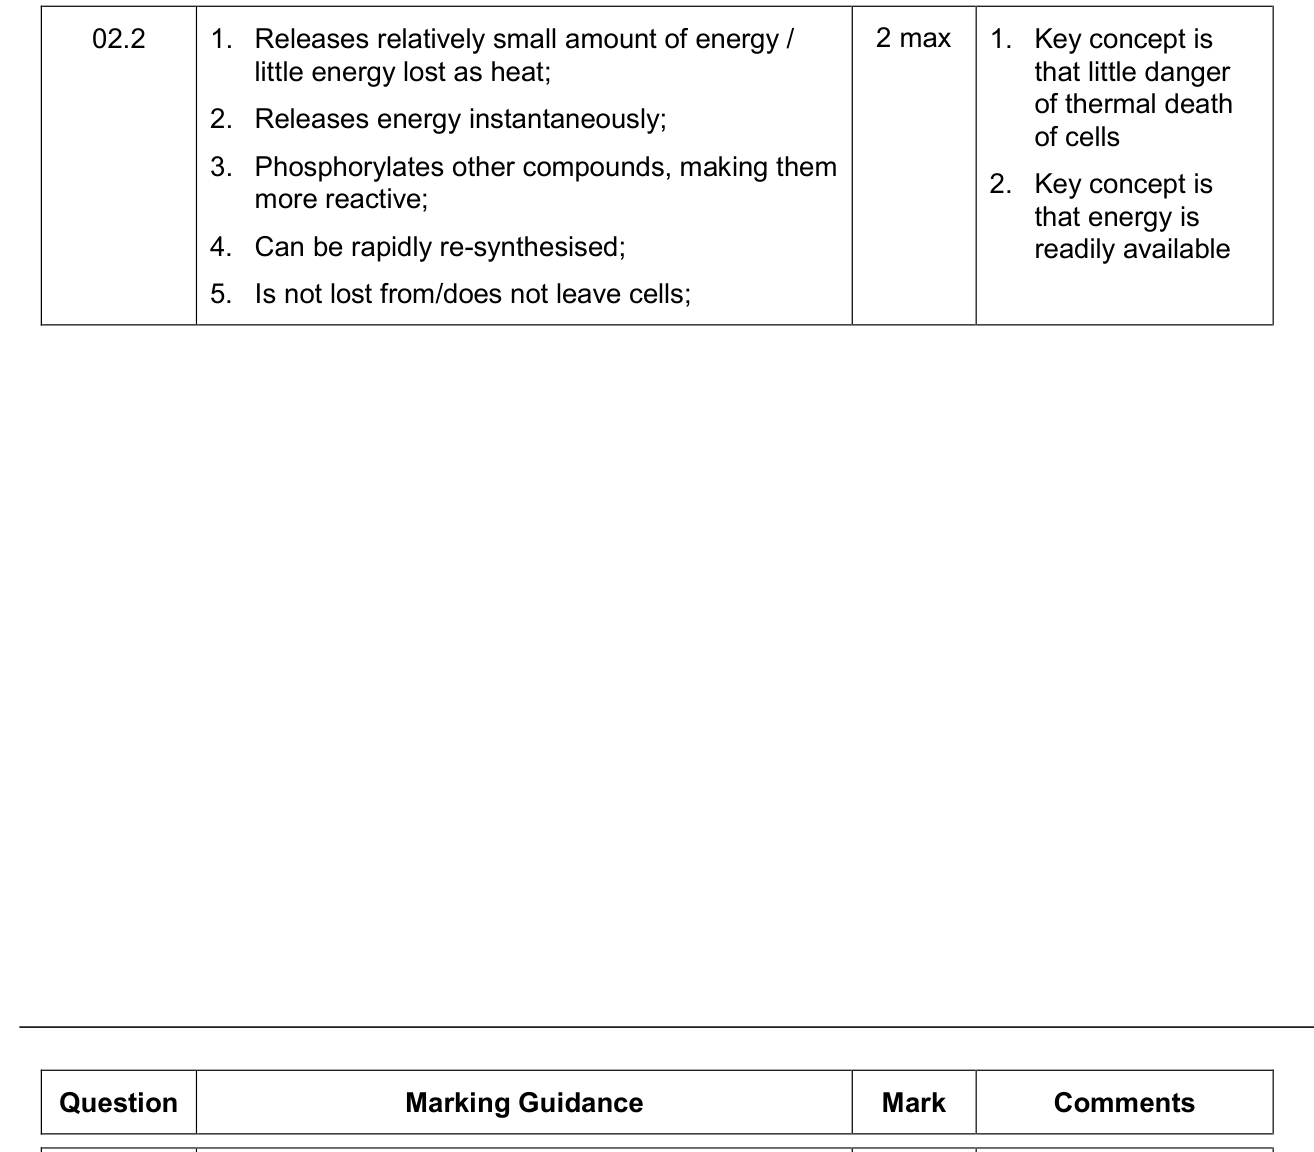 02.2
1. Releases relatively small amount of energy /
little energy lost as heat;
2. Releases energy instantaneously;
3. Phosphorylates other compounds, making them
more reactive;
4. Can be rapidly re-synthesised;
5. Is not lost from/does not leave cells;
2 max
1. Key concept is
that little danger
of thermal death
of cells
2. Key concept is
that energy is
readily available
Question
Marking Guidance
Mark
Comments